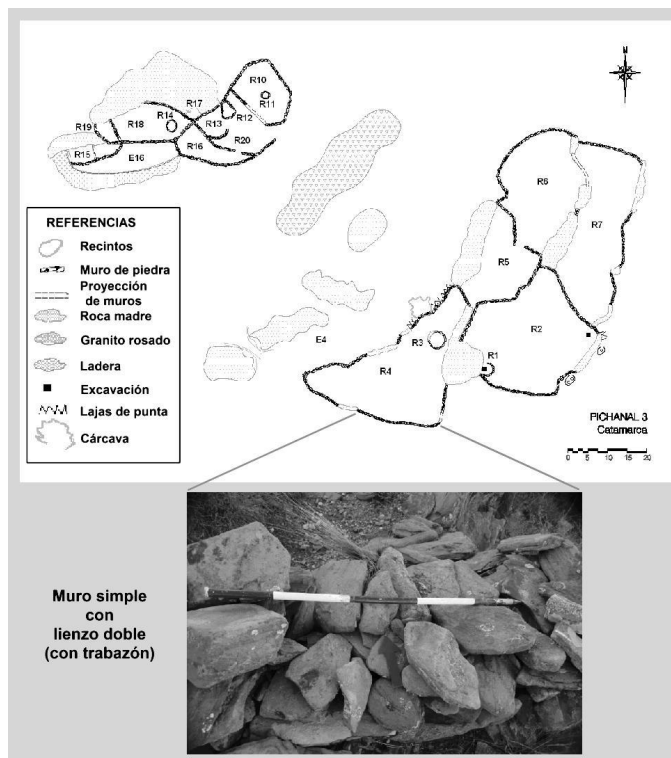 N
R10
R11
R17
R14
R12
R13
R18
R19
R20
R16
R15
E16
R6
R7
R5
R2
R1
R3
E4
R4
REFERENCIAS
Recintos
Muro de piedra
Proyección
de muros
Roca madre
Granito rosado
Ladera
Excavación
Lajas de punta
Cárcava
PICHANAL 3
Catamarca
0 5 10 15 20
Muro simple
con
lienzo doble
(con trabazón)